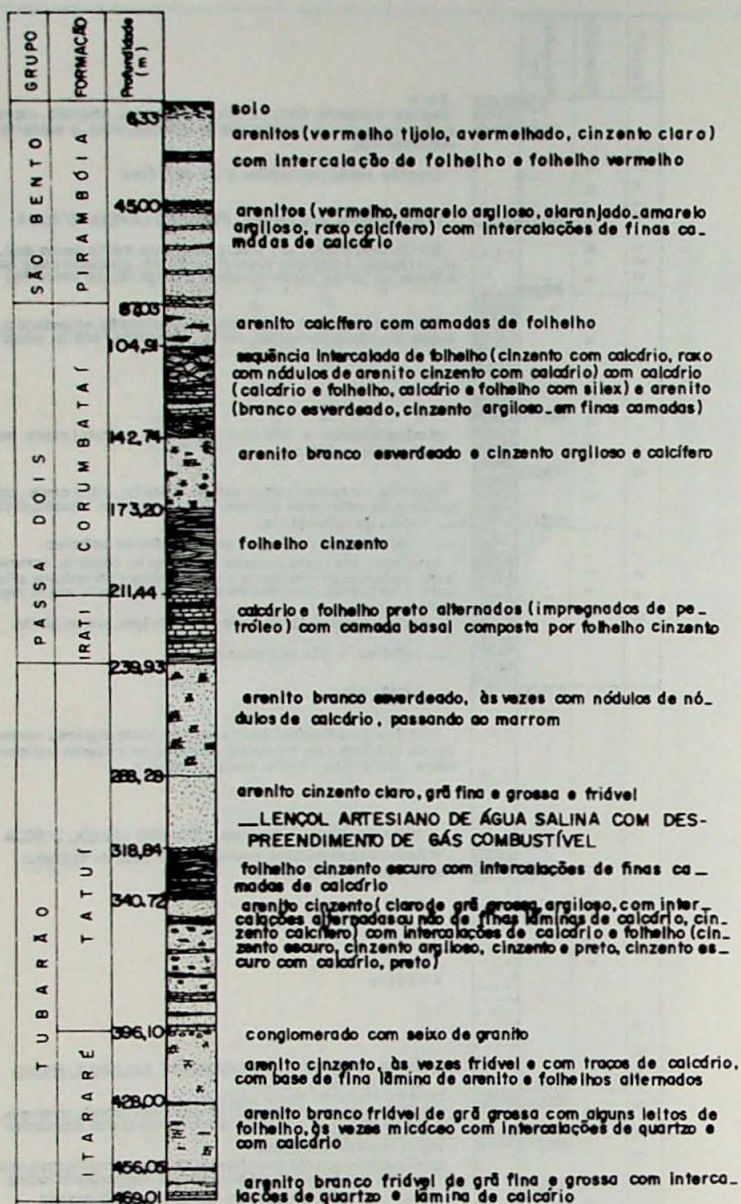 GRUPO
FORMAÇÃO
Profundidade
(m)
SÃO BENTO
PIRAMBÓIA
PASSA DOIS
CORUMBATAÍ
IRATI
TUBARÃO
TATUÍ
ITARARÉ
solo
6,33
arenitos (vermelho tijolo, avermelhado, cinzento claro)
com intercalação de folhelho e folhelho vermelho
45,00
arenitos (vermelho, amarelo argiloso, alaranjado_amarelo
argiloso, roxo calcífero) com intercalações de finas ca_
madas de calcário
87,03
arenito calcífero com camadas de folhelho
104,91
sequência intercalada de folhelho (cinzento com calcário, roxo
com nódulos de arenito cinzento com calcário) com calcário
(calcário e folhelho, calcário e folhelho com silex) e arenito
(branco esverdeado, cinzento argiloso_em finas camadas)
142,74
arenito branco esverdeado e cinzento argiloso e calcífero
173,20
folhelho cinzento
211,44
calcário e folhelho preto alternados (impregnados de pe_
tróleo) com camada basal composta por folhelho cinzento
239,93
arenito branco esverdeado, às vezes com nódulos de nó_
dulos de calcário, passando ao marrom
288,28
arenito cinzento claro, grã fina e grossa e friável
__LENÇOL ARTESIANO DE ÁGUA SALINA COM DES-
PREENDIMENTO DE GÁS COMBUSTÍVEL
318,84
folhelho cinzento escuro com intercalações de finas ca_
madas de calcário
340.72
arenito cinzento (claro de grã grossa, argiloso, com inter_
calações alternadas ou não de finas lâminas de calcário, cin_
zento calcífero) com intercalações de calcário e folhelho (cin_
zento escuro, cinzento argiloso, cinzento e preto, cinzento es_
curo com calcário, preto)
396,10
conglomerado com seixo de granito
arenito cinzento, às vezes friável e com traços de calcário,
com base de fina lâmina de arenito e folhelhos alternados
428,00
arenito branco friável de grã grossa com alguns leitos de
folhelho, às vezes micáceo com intercalações de quartzo e
com calcário
456,05
arenito branco friável de grã fina e grossa com interca_
lações de quartzo e lâmina de calcário
469,01